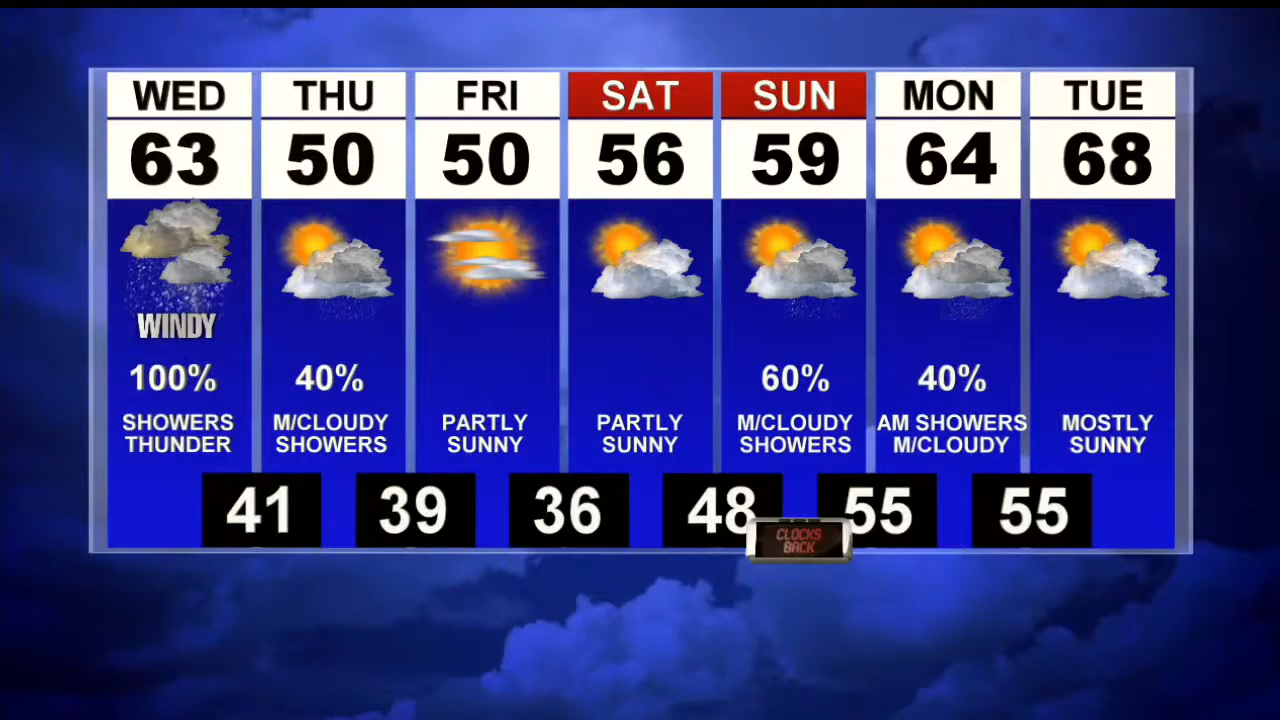 WED THU FRI SAT SUN MON TUE
63 50 50 56 59 64 68
WINDY
100% 40% 60% 40%
SHOWERS M/CLOUDY PARTLY PARTLY M/CLOUDY AM SHOWERS MOSTLY
THUNDER SHOWERS SUNNY SUNNY SHOWERS M/CLOUDY SUNNY
41 39 36 48 55 55
CLOCKS
BACK